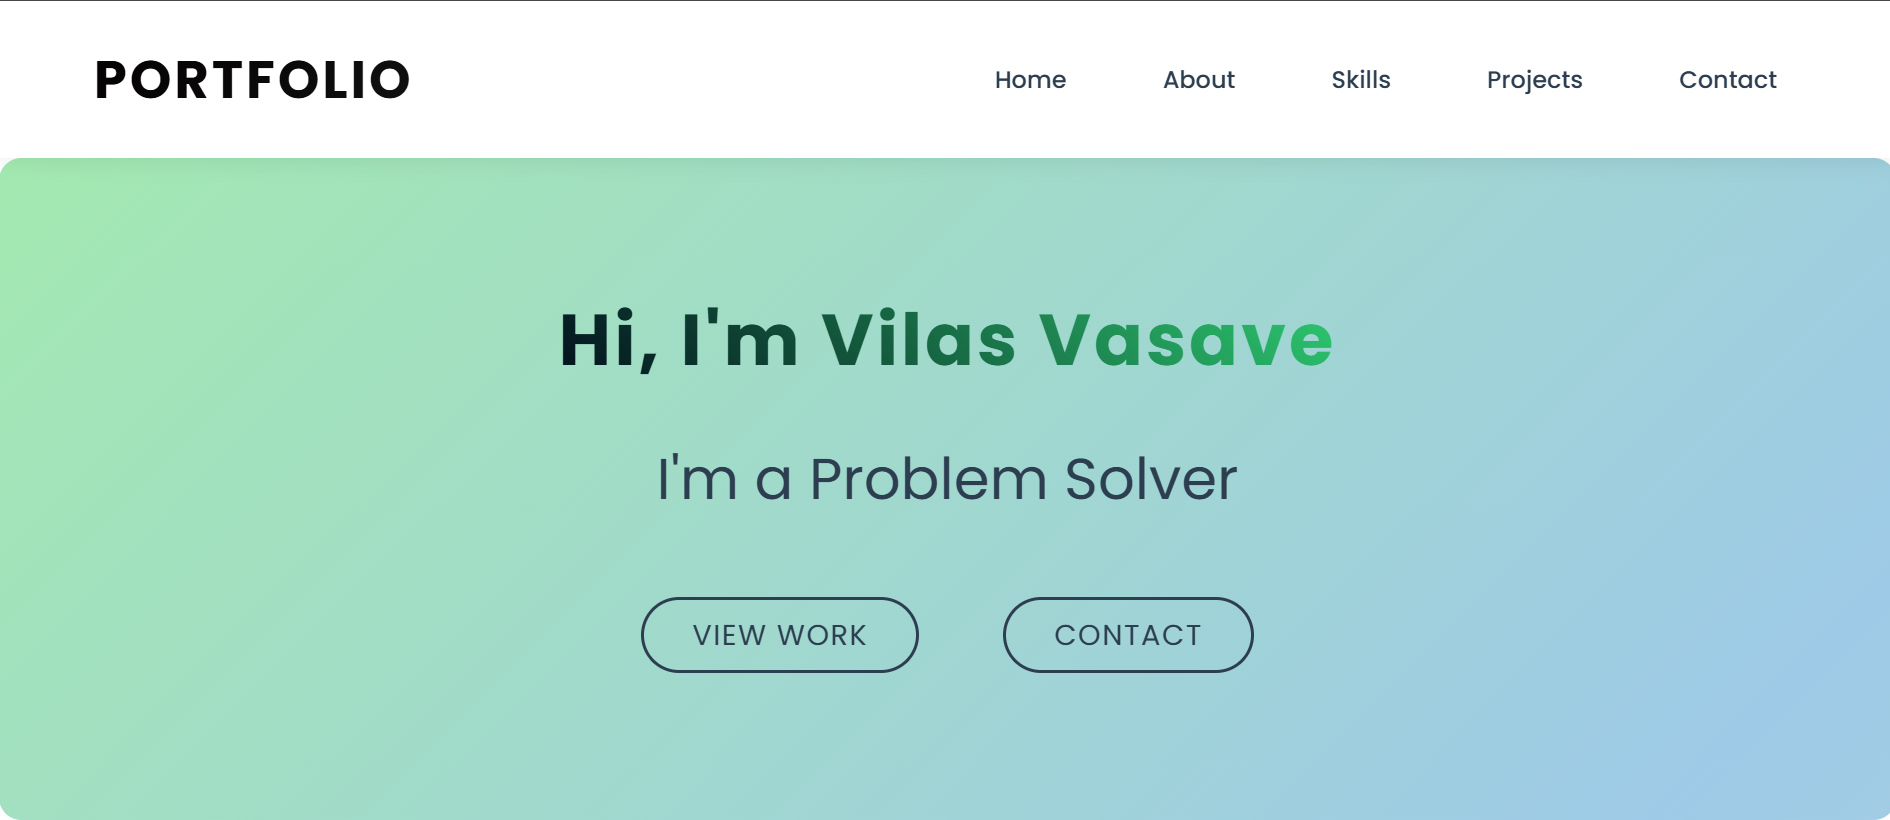 PORTFOLIO
Home About Skills Projects Contact
Hi, I'm Vilas Vasave
I'm a Problem Solver
VIEW WORK CONTACT